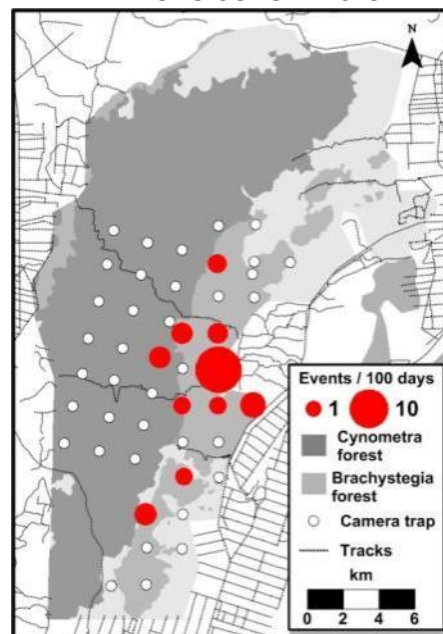 N
Events / 100 days
1 10
Cynometra
forest
Brachystegia
forest
Camera trap
Tracks
km
0 2 4 6